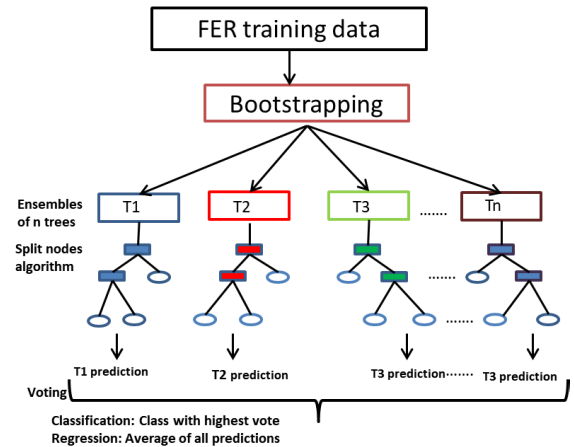 FER training data
Bootstrapping
Ensembles
of n trees
T1
T2
T3
.......
Tn
Split nodes
algorithm
.......
.......
T1 prediction
T2 prediction
T3 prediction.......
T3 prediction
Voting
Classification: Class with highest vote
Regression: Average of all predictions